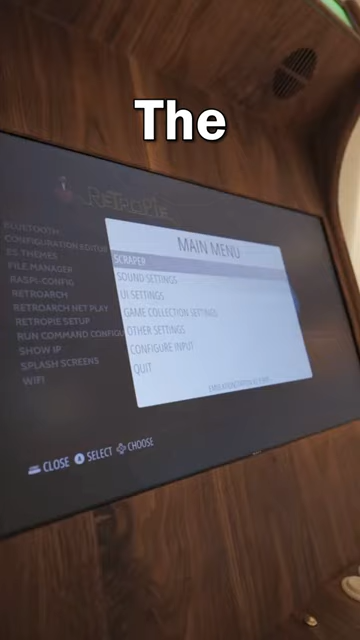 The
RETROPIE
BLUETOOTH
CONFIGURATION EDITOR
ES THEMES
FILE MANAGER
RASPI-CONFIG
RETROARCH
RETROARCH NET PLAY
RETROPIE SETUP
RUN COMMAND CONFIGU
SHOW IP
SPLASH SCREENS
WIFI
MAIN MENU
SCRAPER
SOUND SETTINGS
UI SETTINGS
GAME COLLECTION SETTINGS
OTHER SETTINGS
CONFIGURE INPUT
QUIT
CLOSE SELECT CHOOSE